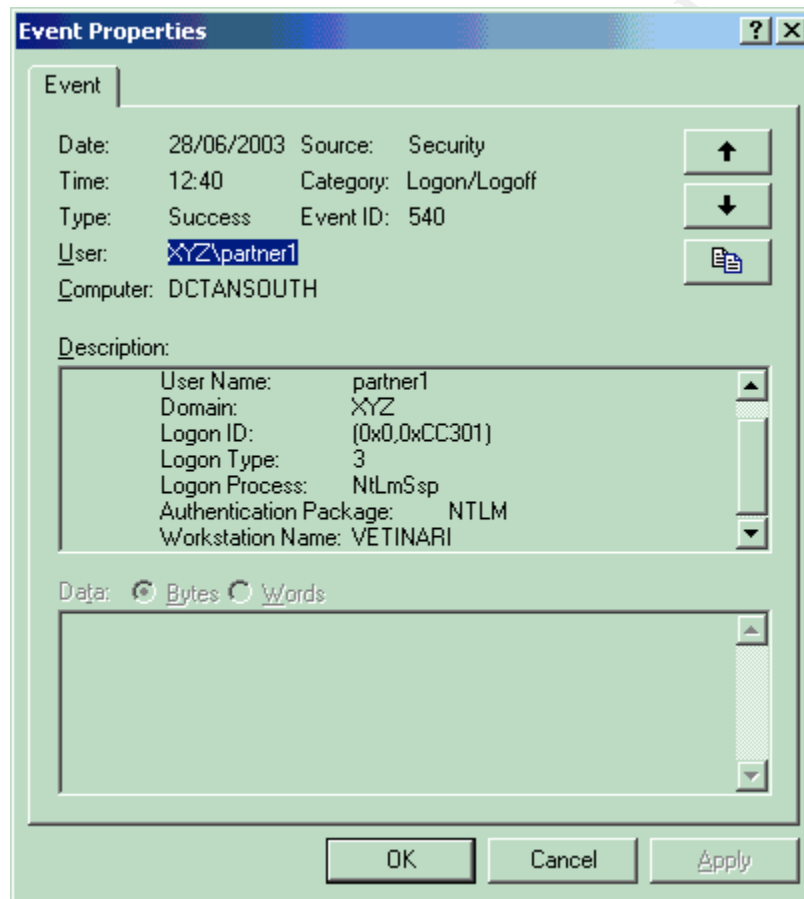 Event Properties
Event
Date: 28/06/2003 Source: Security
Time: 12:40 Category: Logon/Logoff
Type: Success Event ID: 540
User: XYZ\partner1
Computer: DCTANSOUTH
Description:
User Name: partner1
Domain: XYZ
Logon ID: (0x0,0xCC301)
Logon Type: 3
Logon Process: NtLmSsp
Authentication Package: NTLM
Workstation Name: VETINARI
Data: Bytes Words
OK Cancel Apply